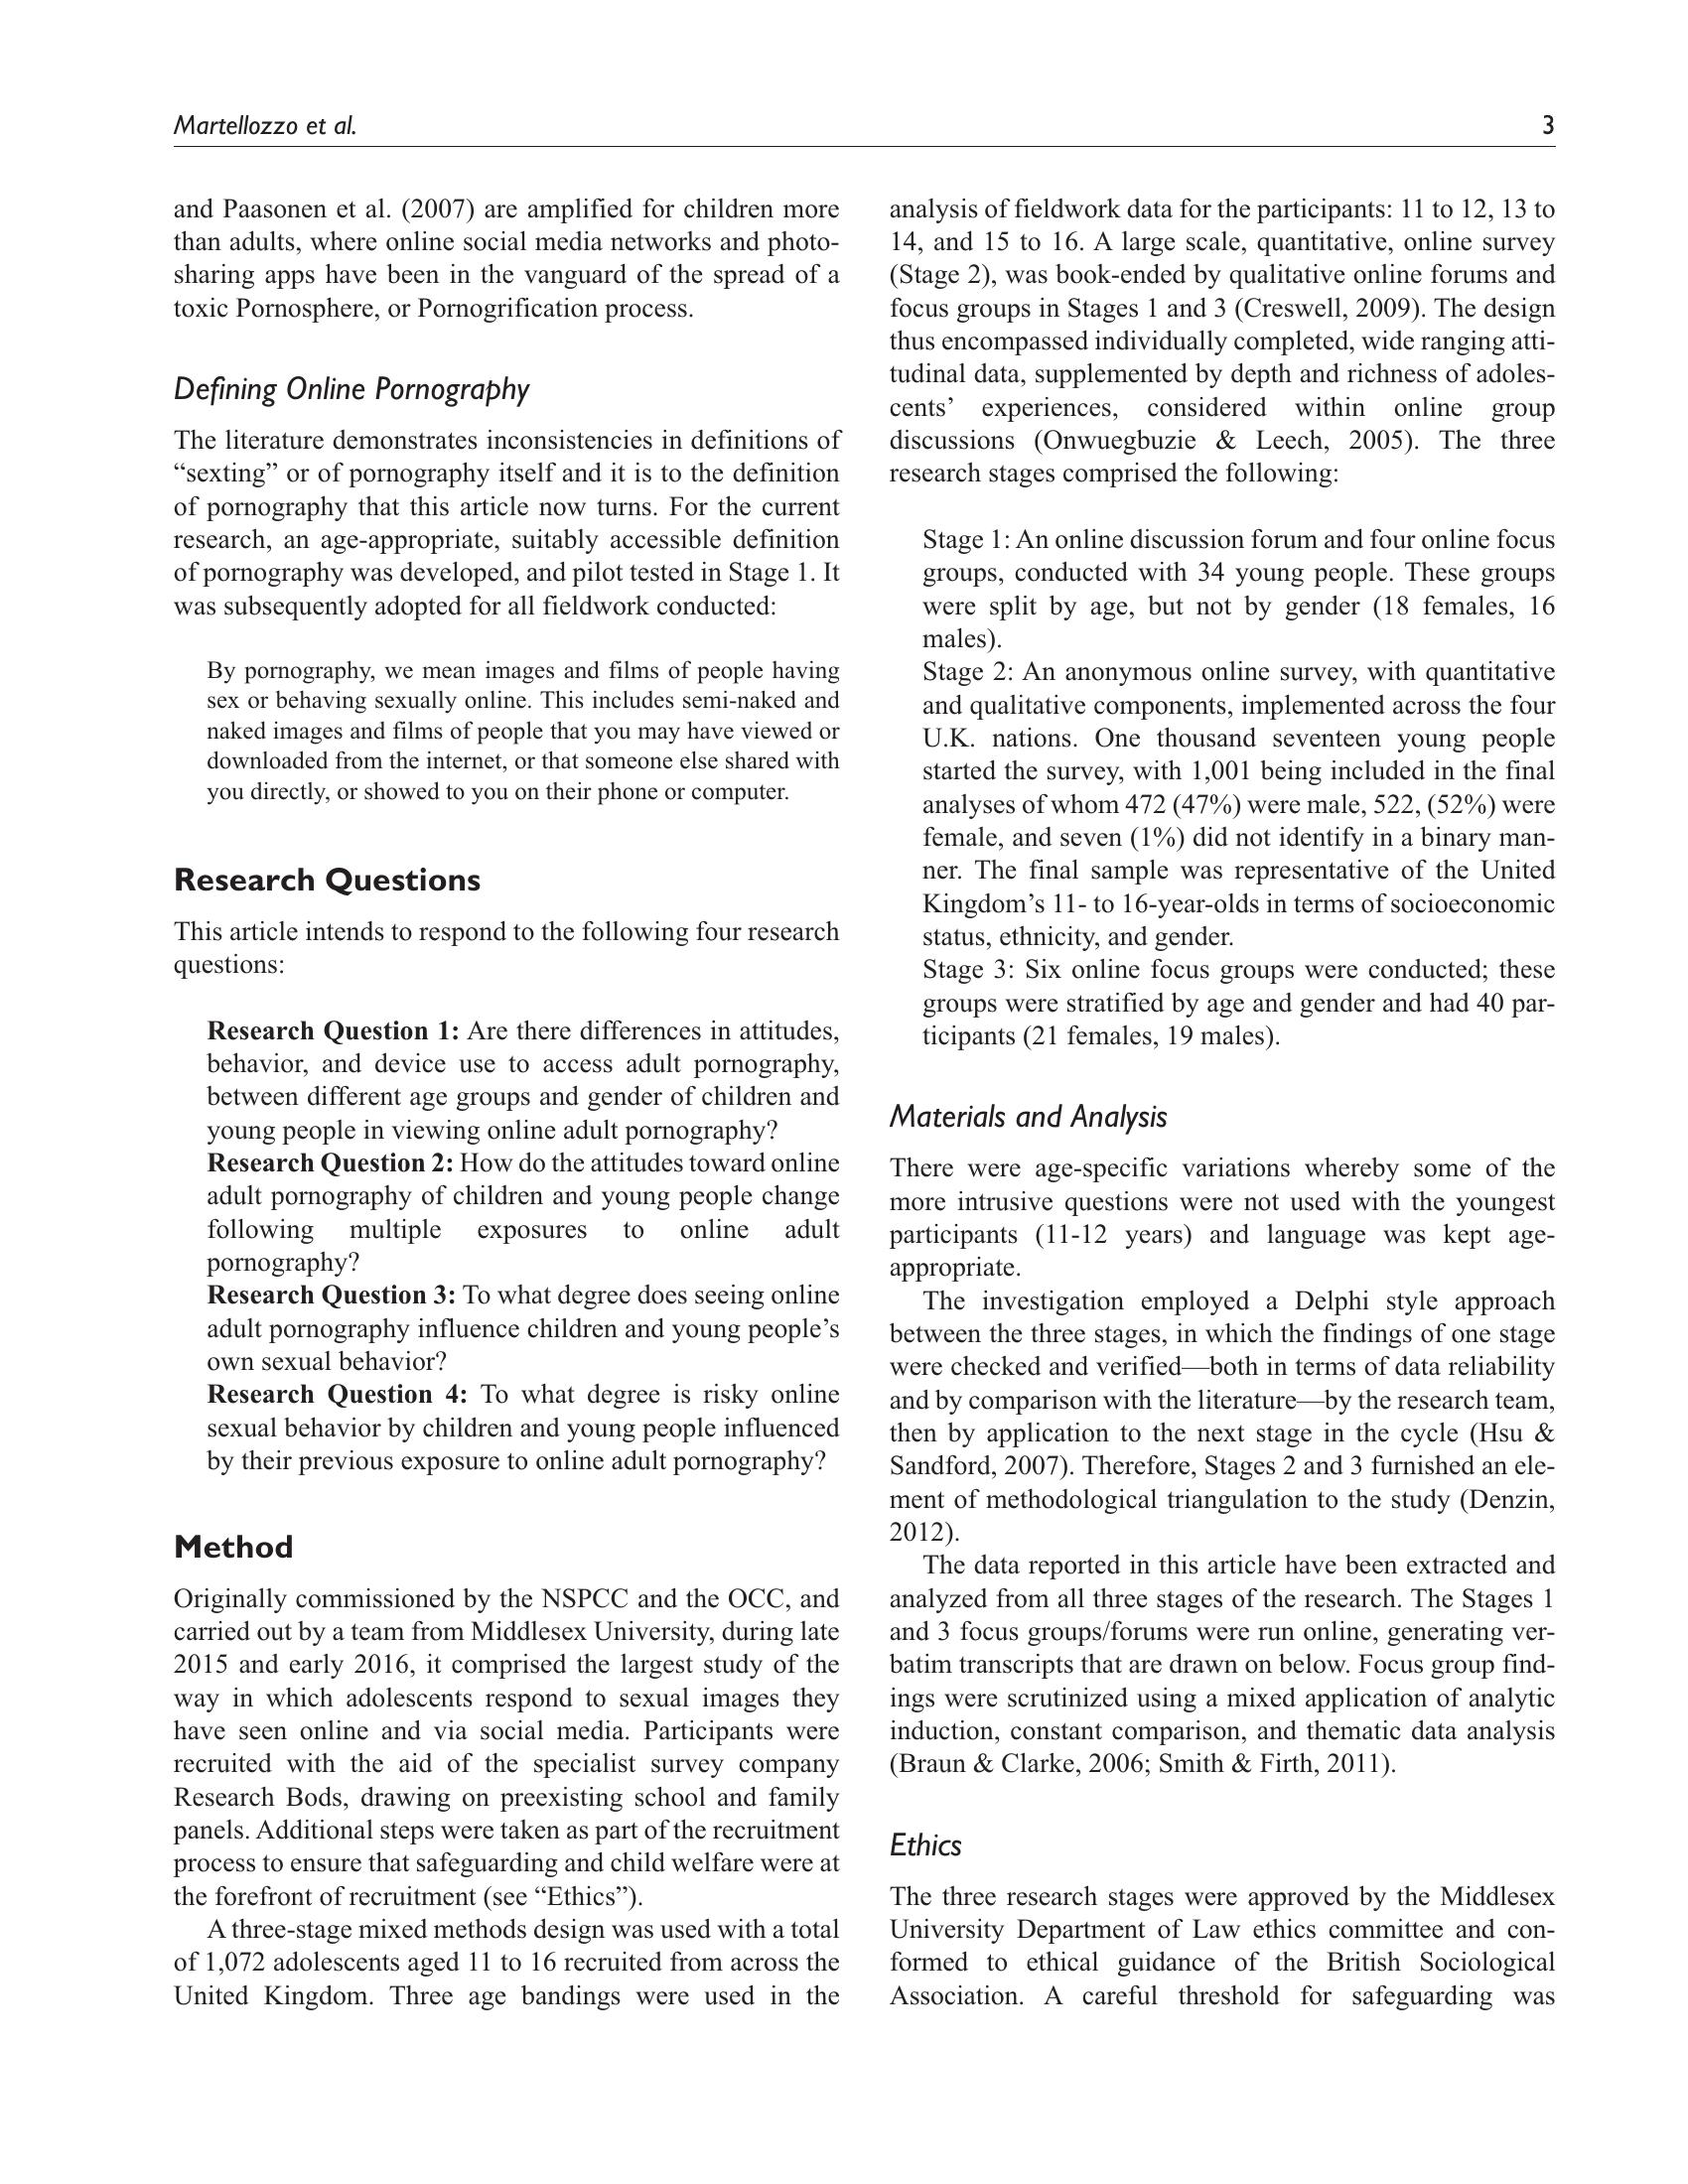 Martellozzo et al.
3
and Paasonen et al. (2007) are amplified for children more
than adults, where online social media networks and photo-
sharing apps have been in the vanguard of the spread of a
toxic Pornosphere, or Pornogrification process.
Defining Online Pornography
The literature demonstrates inconsistencies in definitions of
“sexting” or of pornography itself and it is to the definition
of pornography that this article now turns. For the current
research, an age-appropriate, suitably accessible definition
of pornography was developed, and pilot tested in Stage 1. It
was subsequently adopted for all fieldwork conducted:
By pornography, we mean images and films of people having
sex or behaving sexually online. This includes semi-naked and
naked images and films of people that you may have viewed or
downloaded from the internet, or that someone else shared with
you directly, or showed to you on their phone or computer.
Research Questions
This article intends to respond to the following four research
questions:
Research Question 1: Are there differences in attitudes,
behavior, and device use to access adult pornography,
between different age groups and gender of children and
young people in viewing online adult pornography?
Research Question 2: How do the attitudes toward online
adult pornography of children and young people change
following multiple exposures to online adult
pornography?
Research Question 3: To what degree does seeing online
adult pornography influence children and young people’s
own sexual behavior?
Research Question 4: To what degree is risky online
sexual behavior by children and young people influenced
by their previous exposure to online adult pornography?
Method
Originally commissioned by the NSPCC and the OCC, and
carried out by a team from Middlesex University, during late
2015 and early 2016, it comprised the largest study of the
way in which adolescents respond to sexual images they
have seen online and via social media. Participants were
recruited with the aid of the specialist survey company
Research Bods, drawing on preexisting school and family
panels. Additional steps were taken as part of the recruitment
process to ensure that safeguarding and child welfare were at
the forefront of recruitment (see “Ethics”).
A three-stage mixed methods design was used with a total
of 1,072 adolescents aged 11 to 16 recruited from across the
United Kingdom. Three age bandings were used in the
analysis of fieldwork data for the participants: 11 to 12, 13 to
14, and 15 to 16. A large scale, quantitative, online survey
(Stage 2), was book-ended by qualitative online forums and
focus groups in Stages 1 and 3 (Creswell, 2009). The design
thus encompassed individually completed, wide ranging atti-
tudinal data, supplemented by depth and richness of adoles-
cents’ experiences, considered within online group
discussions (Onwuegbuzie & Leech, 2005). The three
research stages comprised the following:
Stage 1: An online discussion forum and four online focus
groups, conducted with 34 young people. These groups
were split by age, but not by gender (18 females, 16
males).
Stage 2: An anonymous online survey, with quantitative
and qualitative components, implemented across the four
U.K. nations. One thousand seventeen young people
started the survey, with 1,001 being included in the final
analyses of whom 472 (47%) were male, 522, (52%) were
female, and seven (1%) did not identify in a binary man-
ner. The final sample was representative of the United
Kingdom’s 11- to 16-year-olds in terms of socioeconomic
status, ethnicity, and gender.
Stage 3: Six online focus groups were conducted; these
groups were stratified by age and gender and had 40 par-
ticipants (21 females, 19 males).
Materials and Analysis
There were age-specific variations whereby some of the
more intrusive questions were not used with the youngest
participants (11-12 years) and language was kept age-
appropriate.
The investigation employed a Delphi style approach
between the three stages, in which the findings of one stage
were checked and verified—both in terms of data reliability
and by comparison with the literature—by the research team,
then by application to the next stage in the cycle (Hsu &
Sandford, 2007). Therefore, Stages 2 and 3 furnished an ele-
ment of methodological triangulation to the study (Denzin,
2012).
The data reported in this article have been extracted and
analyzed from all three stages of the research. The Stages 1
and 3 focus groups/forums were run online, generating ver-
batim transcripts that are drawn on below. Focus group find-
ings were scrutinized using a mixed application of analytic
induction, constant comparison, and thematic data analysis
(Braun & Clarke, 2006; Smith & Firth, 2011).
Ethics
The three research stages were approved by the Middlesex
University Department of Law ethics committee and con-
formed to ethical guidance of the British Sociological
Association. A careful threshold for safeguarding was